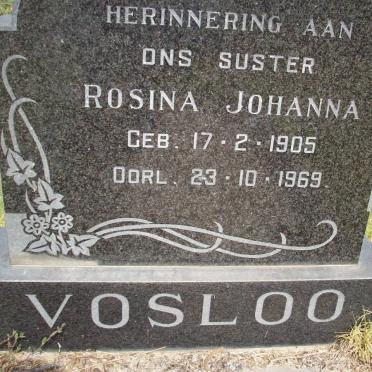 HERINNERING AAN
ONS SUSTER
ROSINA JOHANNA
GEB. 17·2·1905
OORL. 23·10·1969.
VOSLOO